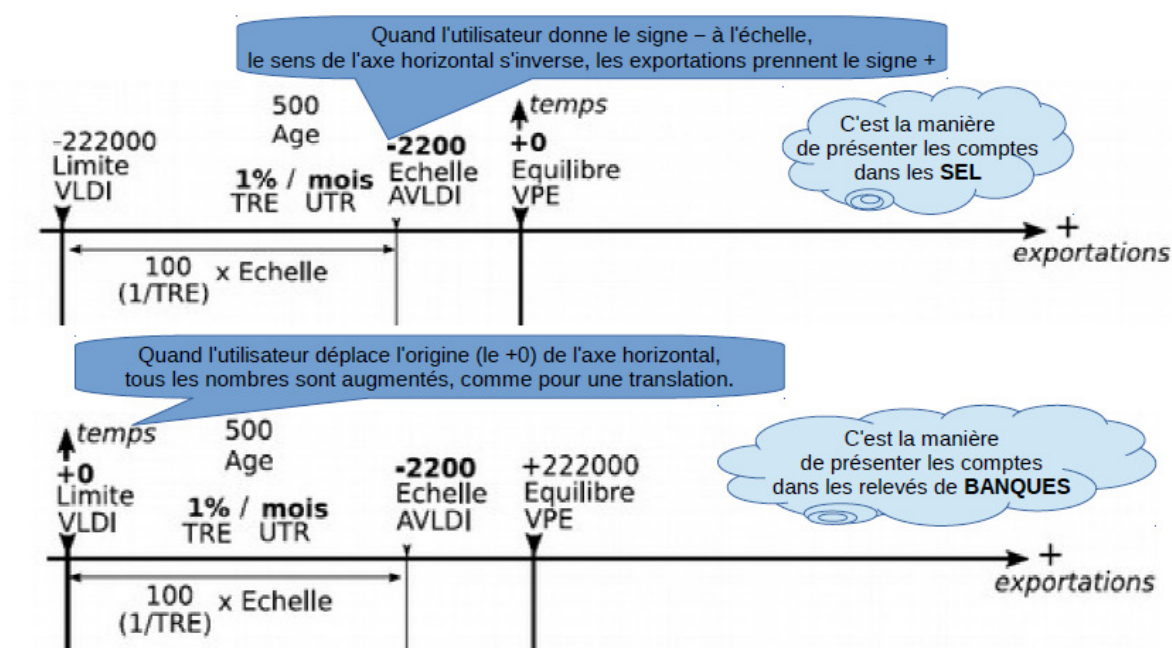 Quand l'utilisateur donne le signe – à l'échelle,
le sens de l'axe horizontal s'inverse, les exportations prennent le signe +
-222000
Limite
VLDI
500
Age
1% / mois
TRE UTR
-2200
Echelle
AVLDI
temps
+0
Equilibre
VPE
C'est la manière
de présenter les comptes
dans les SEL
+
exportations
100 x Echelle
(1/TRE)
Quand l'utilisateur déplace l'origine (le +0) de l'axe horizontal,
tous les nombres sont augmentés, comme pour une translation.
temps
+0
Limite
VLDI
500
Age
1% / mois
TRE UTR
-2200
Echelle
AVLDI
+222000
Equilibre
VPE
C'est la manière
de présenter les comptes
dans les relevés de BANQUES
+
exportations
100 x Echelle
(1/TRE)